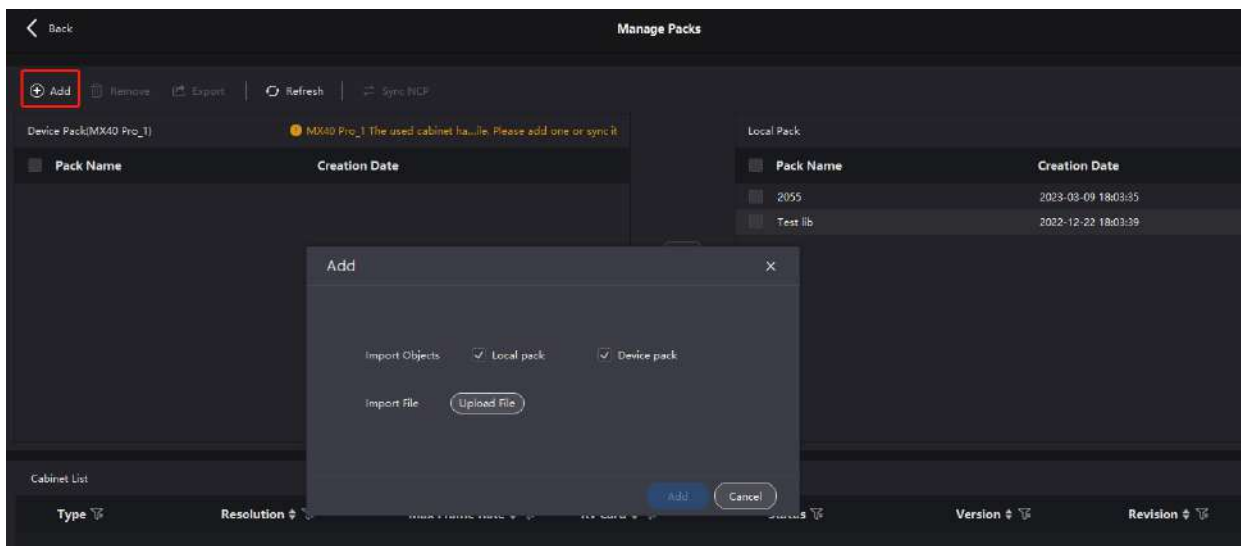 Back
Manage Packs
Add Remove Export Refresh Sync NCP
Device Pack(MX40 Pro_1) MX40 Pro_1 The used cabinet ha...ile. Please add one or sync it Local Pack
Pack Name Creation Date Pack Name Creation Date
2055 2023-03-09 18:03:35
Test lib 2022-12-22 18:03:39
Add
Import Objects Local pack Device pack
Import File Upload File
Add Cancel
Cabinet List
Type Resolution Version Revision